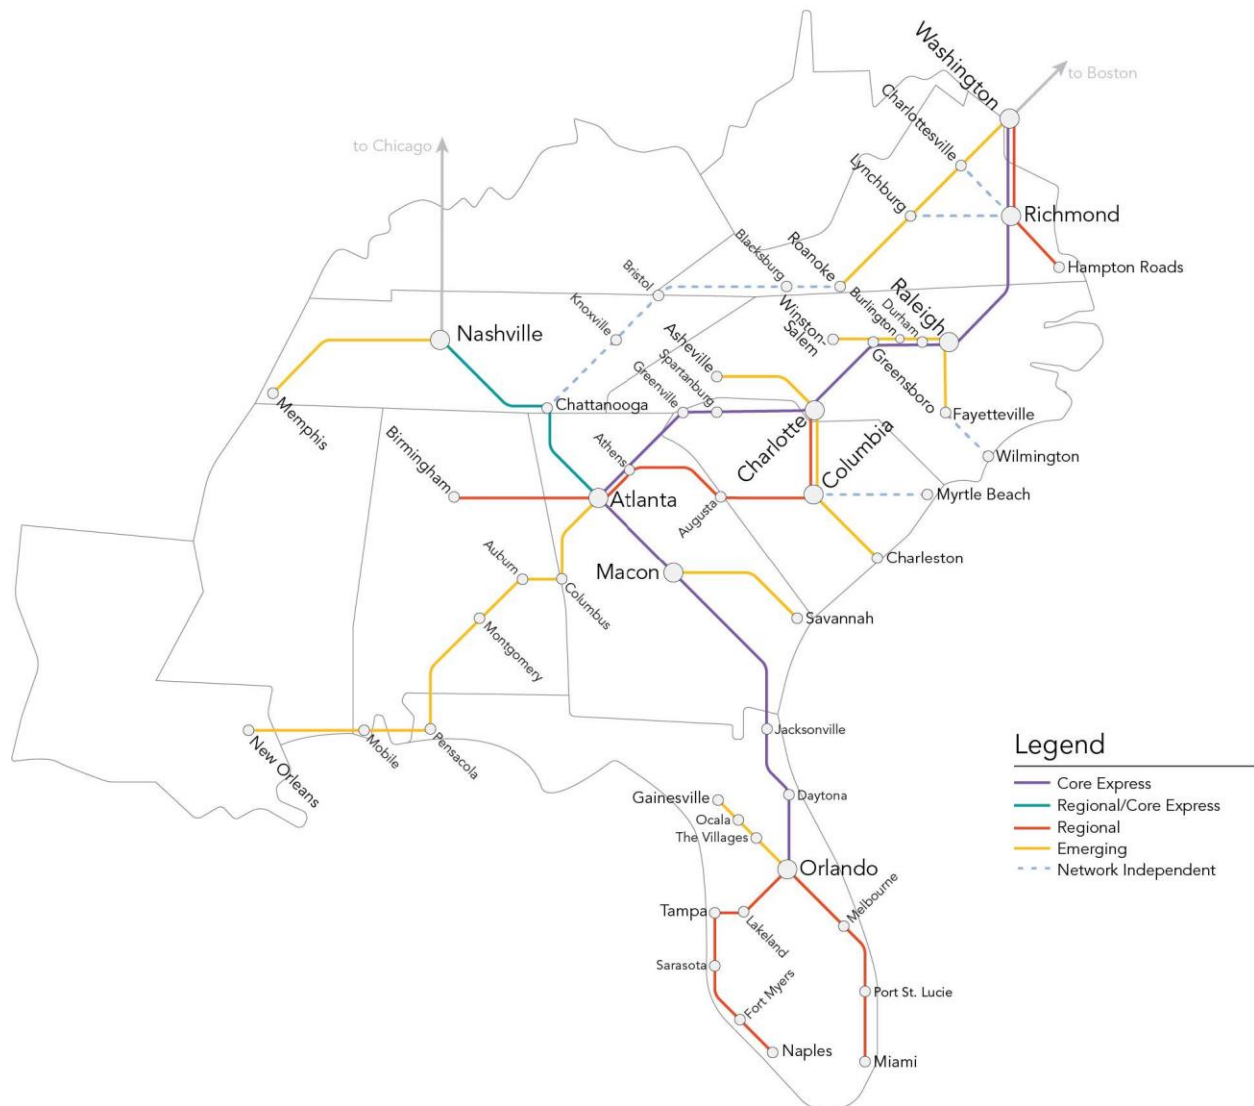 Washington
to Boston
Charlottesville
to Chicago
Lynchburg
Richmond
Blacksburg
Roanoke
Hampton Roads
Bristol
Burlington
Durham
Raleigh
Knoxville
Winston-
Salem
Nashville
Asheville
Spartanburg
Greenville
Greensboro
Chattanooga
Fayetteville
Memphis
Charlotte
Columbia
Birmingham
Athens
Wilmington
Atlanta
Augusta
Myrtle Beach
Auburn
Charleston
Macon
Columbus
Savannah
Montgomery
New Orleans
Mobile
Pensacola
Jacksonville
Gainesville
Daytona
Ocala
The Villages
Orlando
Melbourne
Tampa
Lakeland
Sarasota
Fort Myers
Port St. Lucie
Naples
Miami
Legend
Core Express
Regional/Core Express
Regional
Emerging
Network Independent